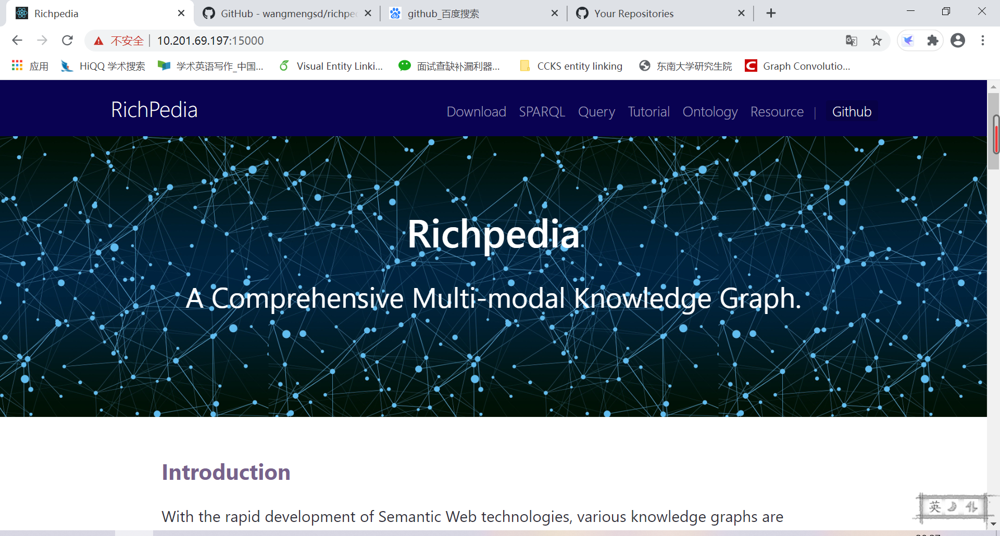 Richpedia
GitHub - wangmengsd/richpe
github_百度搜索
Your Repositories
不安全 | 10.201.69.197:15000
应用
HiQQ 学术搜索
学术英语写作_中国...
Visual Entity Linki...
面试查缺补漏利器...
CCKS entity linking
东南大学研究生院
Graph Convolutio...
RichPedia
Download SPARQL Query Tutorial Ontology Resource | Github
Richpedia
A Comprehensive Multi-modal Knowledge Graph.
Introduction
With the rapid development of Semantic Web technologies, various knowledge graphs are
英